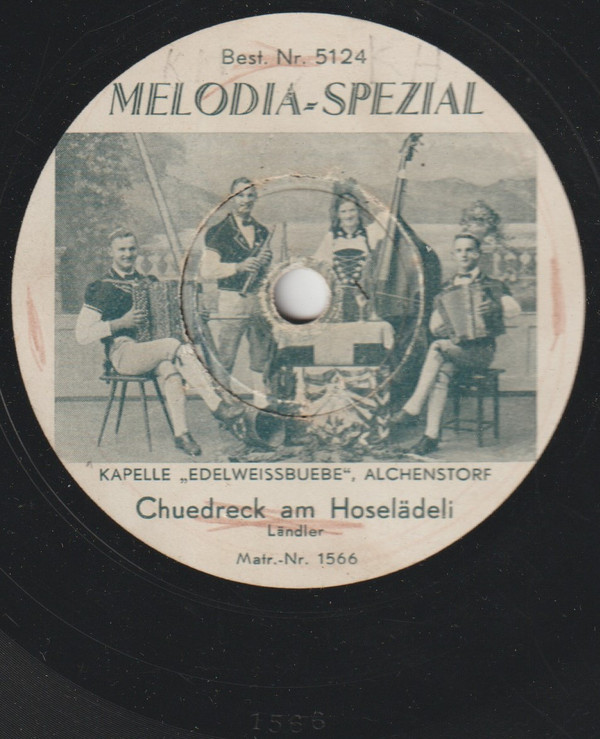 Best. Nr. 5124
MELODIA-SPEZIAL
KAPELLE „EDELWEISSBUEBE“, ALCHENSTORF
Chuedreck am Hoselädeli
Ländler
Matr.-Nr. 1566
1566